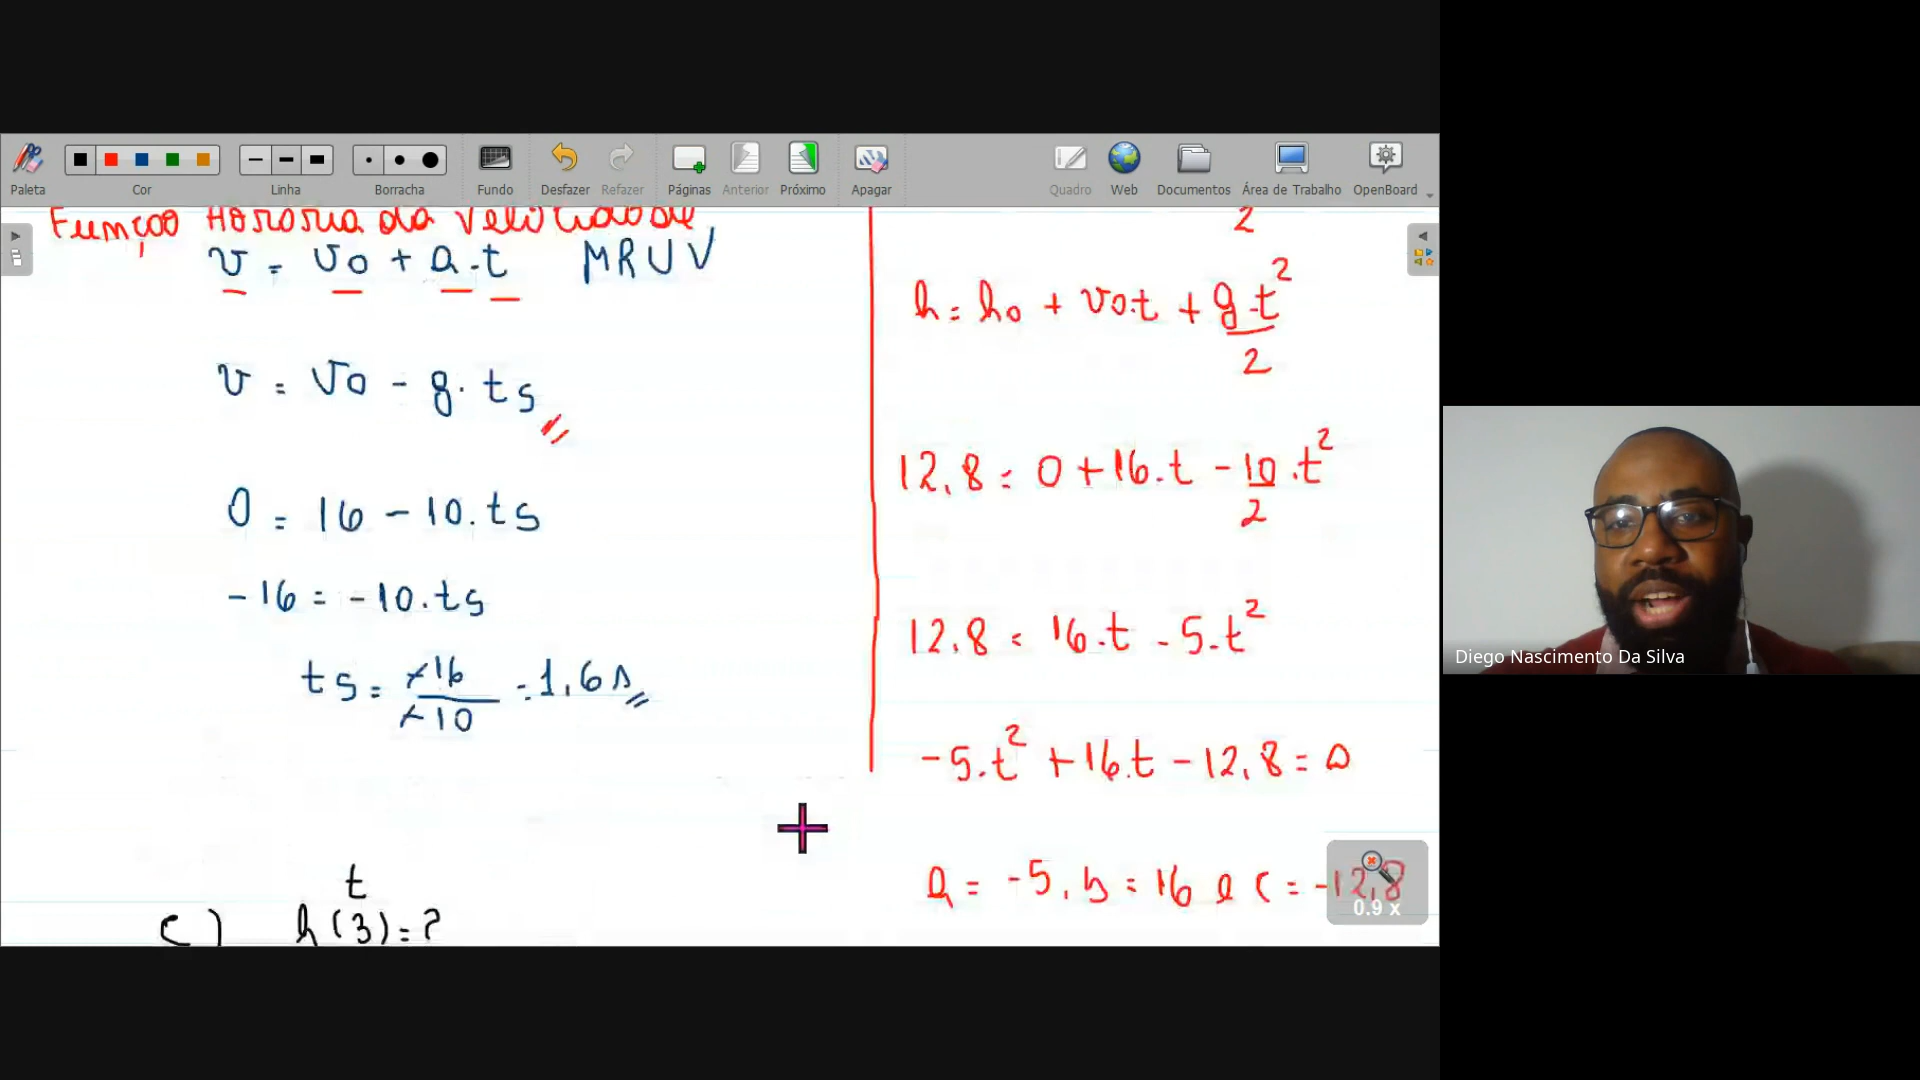 Paleta
Cor
Linha
Borracha
Fundo
Desfazer
Refazer
Páginas
Anterior
Próximo
Apagar
Quadro
Web
Documentos
Área de Trabalho
OpenBoard
Função Horária da Velocidade
v = vo + a.t MRUV
v = vo - g.ts
0 = 16 - 10.ts
-16 = -10.ts
ts = -16 = 1,6 s
-10
t
c) h(3) = ?
2
h = ho + vo.t + g.t²
2
12,8 = 0 + 16.t - 10.t²
2
12,8 = 16.t - 5.t²
-5.t² + 16.t - 12,8 = 0
a = -5, b = 16 e c = -12,8
0.9 x
Diego Nascimento Da Silva